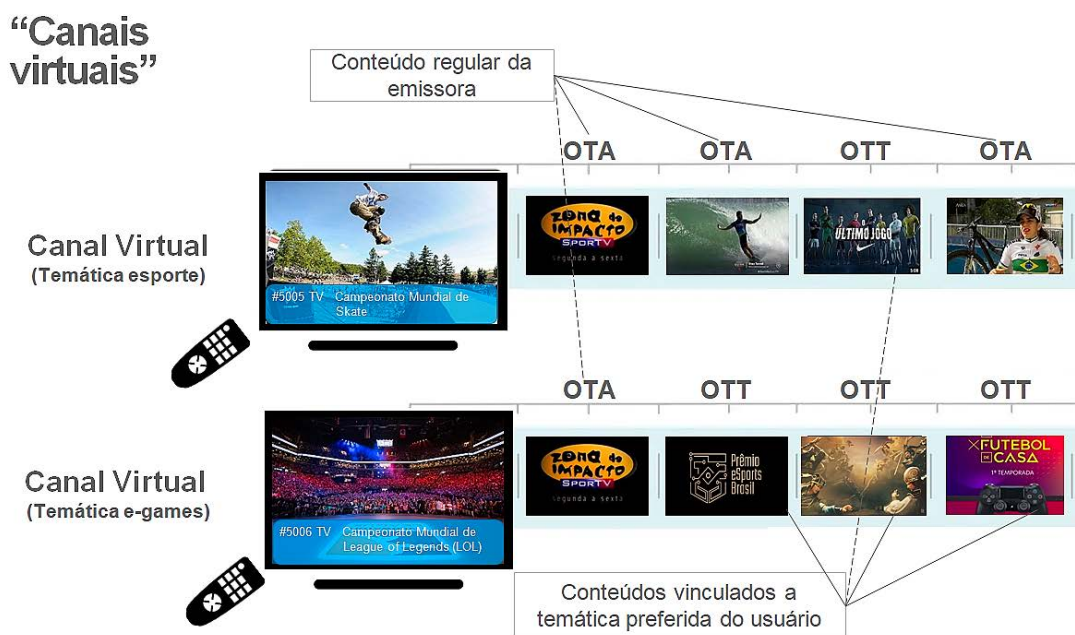 “Canais
virtuais”
Conteúdo regular da
emissora
OTA OTA OTT OTA
Canal Virtual
(Temática esporte)
#5005 TV Campeonato Mundial de
Skate
zona de
impacto
SPORTV
segunda a sexta
ÚLTIMO JOGO
OTA OTT OTT OTT
Canal Virtual
(Temática e-games)
#5006 TV Campeonato Mundial de
League of Legends (LOL)
zona de
impacto
SPORTV
segunda a sexta
Prêmio
eSports
Brasil
FUTEBOL
DE CASA
1ª TEMPORADA
Conteúdos vinculados a
temática preferida do usuário